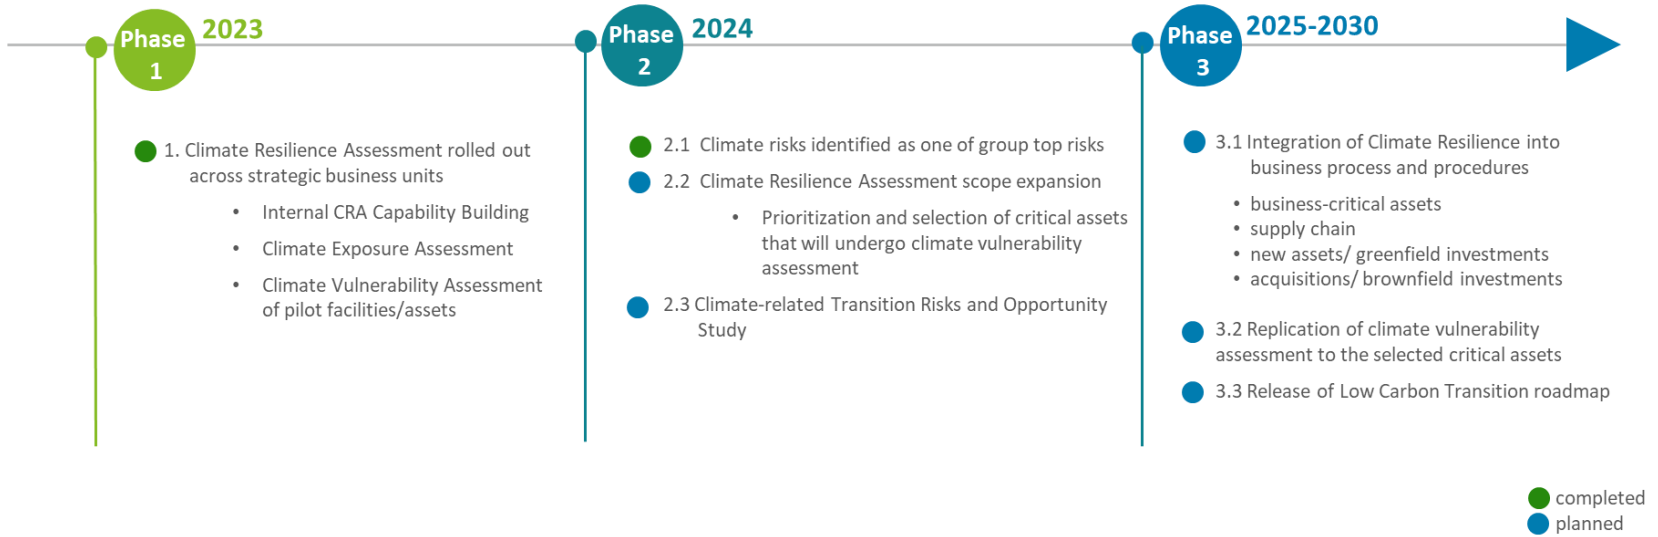 Phase
1
2023
Phase
2
2024
Phase
3
2025-2030
1. Climate Resilience Assessment rolled out
across strategic business units
• Internal CRA Capability Building
• Climate Exposure Assessment
• Climate Vulnerability Assessment
of pilot facilities/assets
2.1 Climate risks identified as one of group top risks
2.2 Climate Resilience Assessment scope expansion
• Prioritization and selection of critical assets
that will undergo climate vulnerability
assessment
2.3 Climate-related Transition Risks and Opportunity
Study
3.1 Integration of Climate Resilience into
business process and procedures
• business-critical assets
• supply chain
• new assets/ greenfield investments
• acquisitions/ brownfield investments
3.2 Replication of climate vulnerability
assessment to the selected critical assets
3.3 Release of Low Carbon Transition roadmap
completed
planned